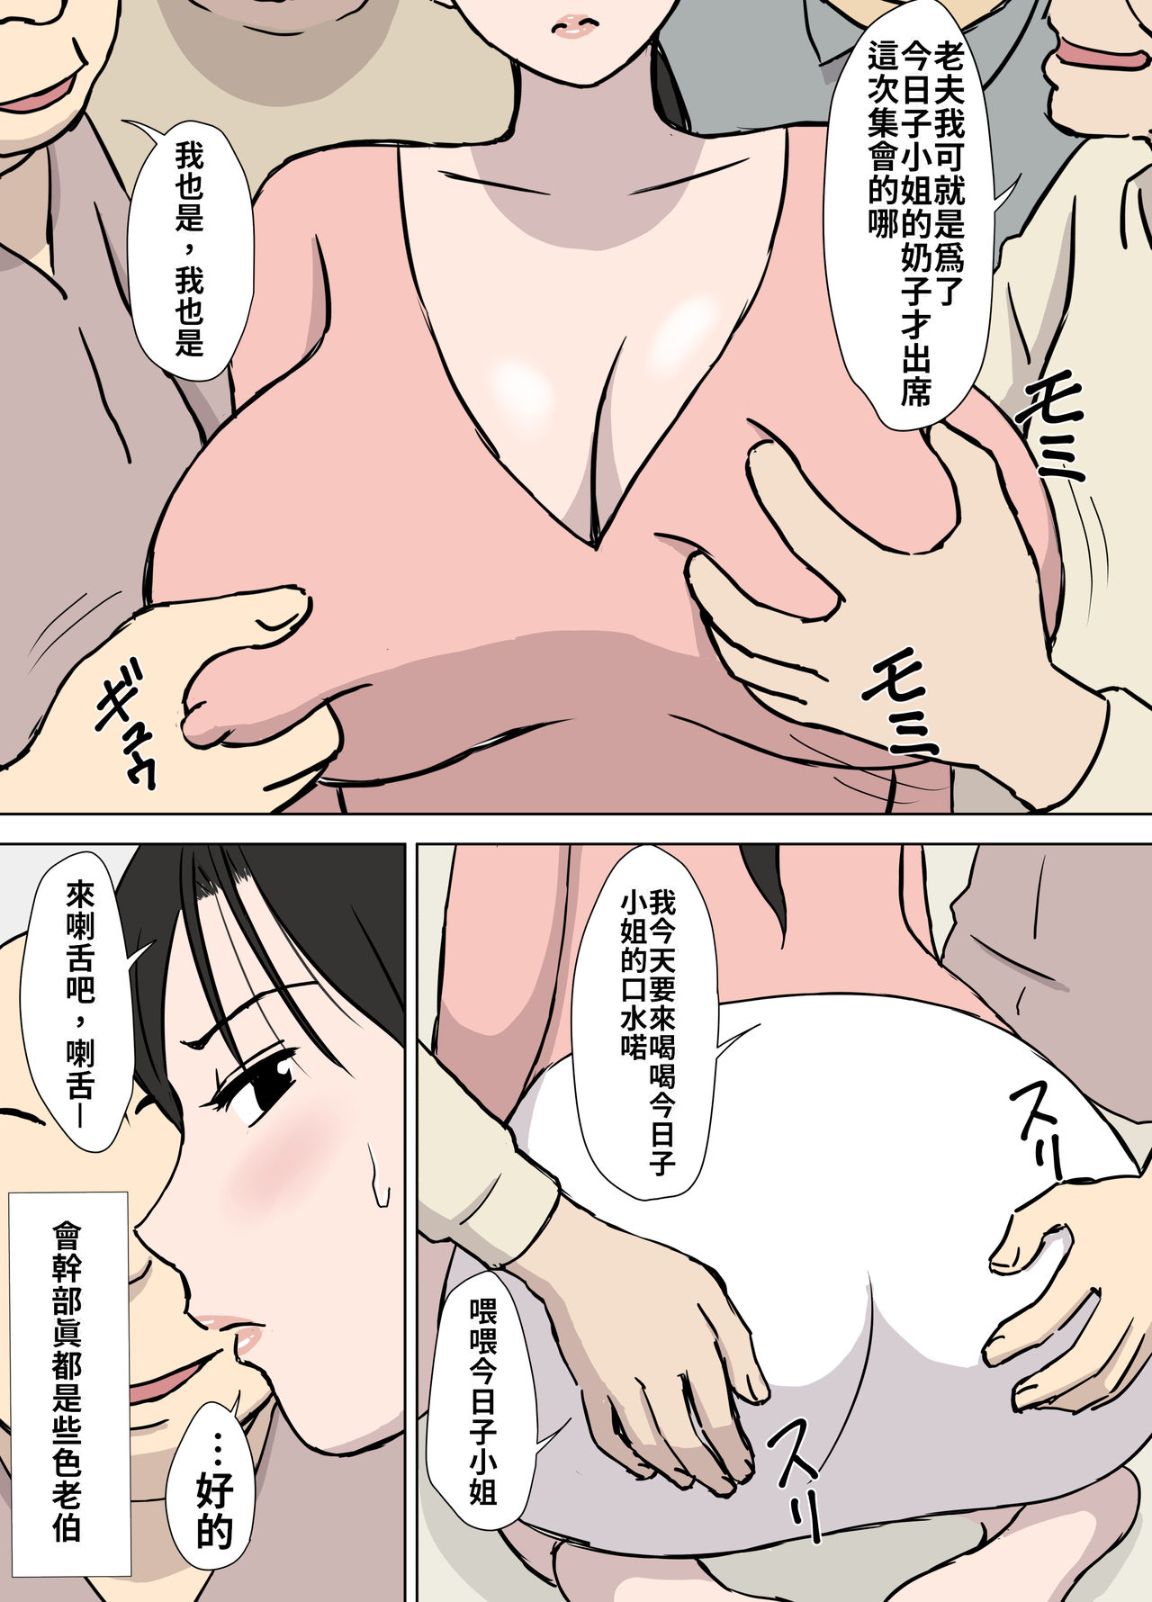 老夫我可就是爲了
今日子小姐的奶子才出席
這次集會的哪
我也是，我也是
モミ
モミ
ギュゥ
我今天要來喝喝今日子
小姐的口水喏
喂喂今日子小姐
スリ
スリ
來喇舌吧，喇舌—
…好的
會幹部眞都是些色老伯